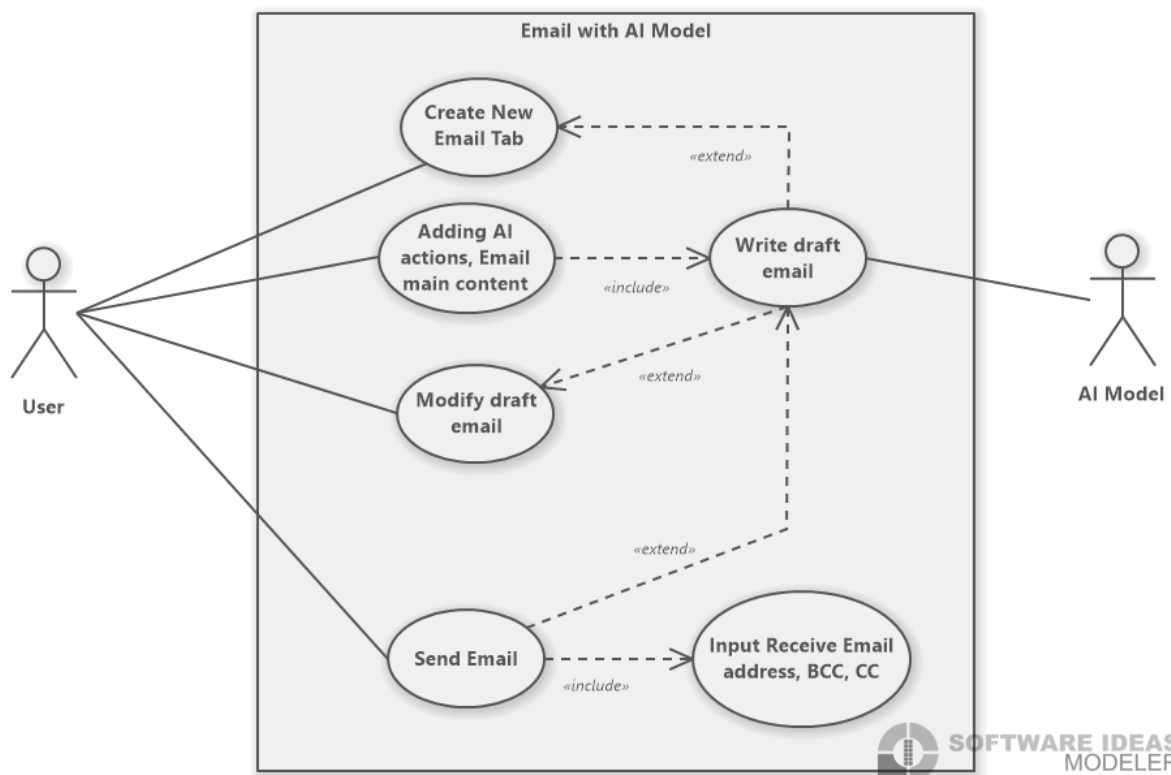 Email with AI Model
Create New
Email Tab
«extend»
Adding AI
actions, Email
main content
«include»
Write draft
email
«extend»
Modify draft
email
User
AI Model
«extend»
Send Email
«include»
Input Receive Email
address, BCC, CC
SOFTWARE IDEAS
MODELER